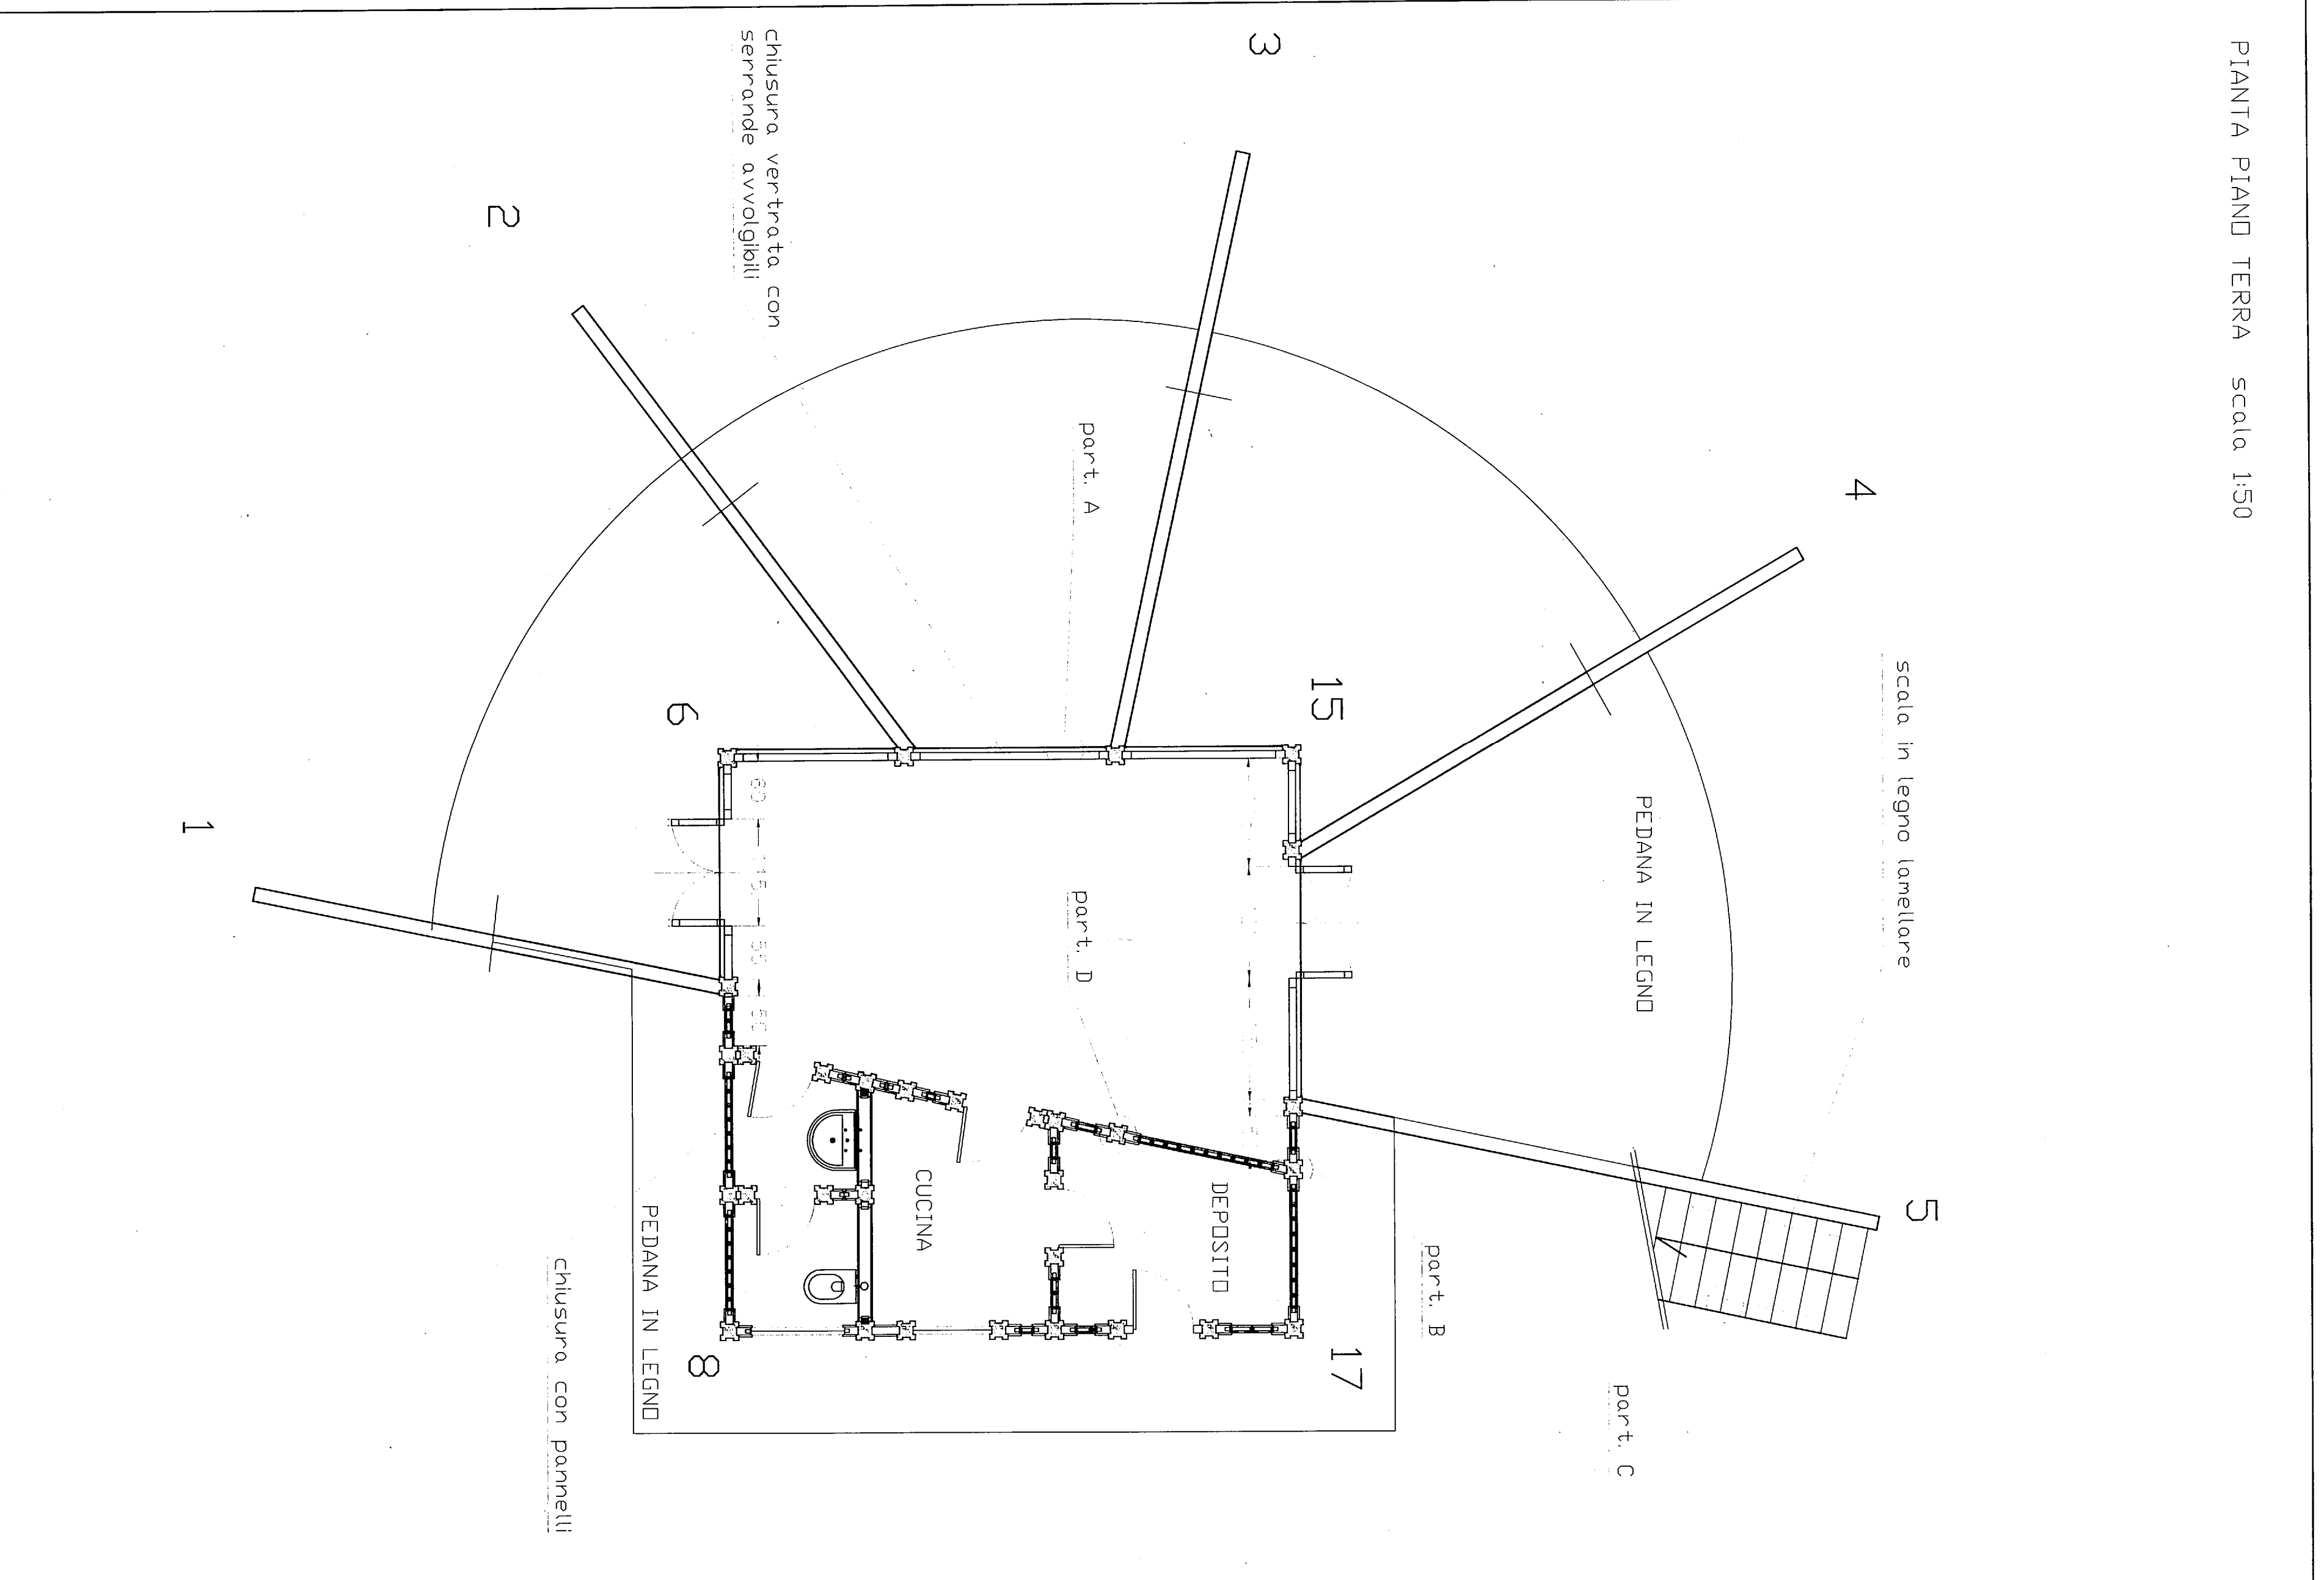 PIANTA PIANO TERRA scala 1:50
3
chiusura vertrata con
serrande avvolgibili
2
4
part. A
scala in legno lamellare
15
6
PEDANA IN LEGNO
1
60
part. D
50
CUCINA
DEPOSITO
5
PEDANA IN LEGNO
part. B
chiusura con pannelli
8
17
part. C